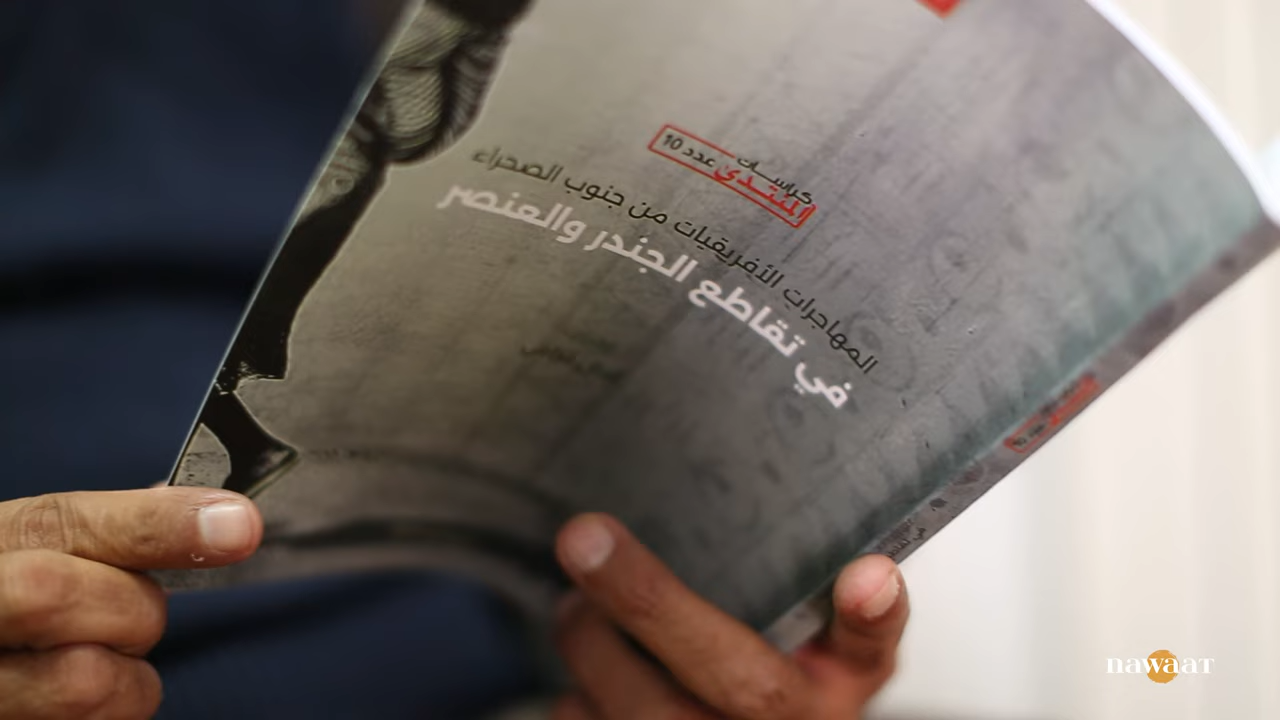 كراسات
المنتدى عدد 10
المهاجرات الأفريقيات من جنوب الصحراء
في تقاطع الجندر والعنصر
nawaat